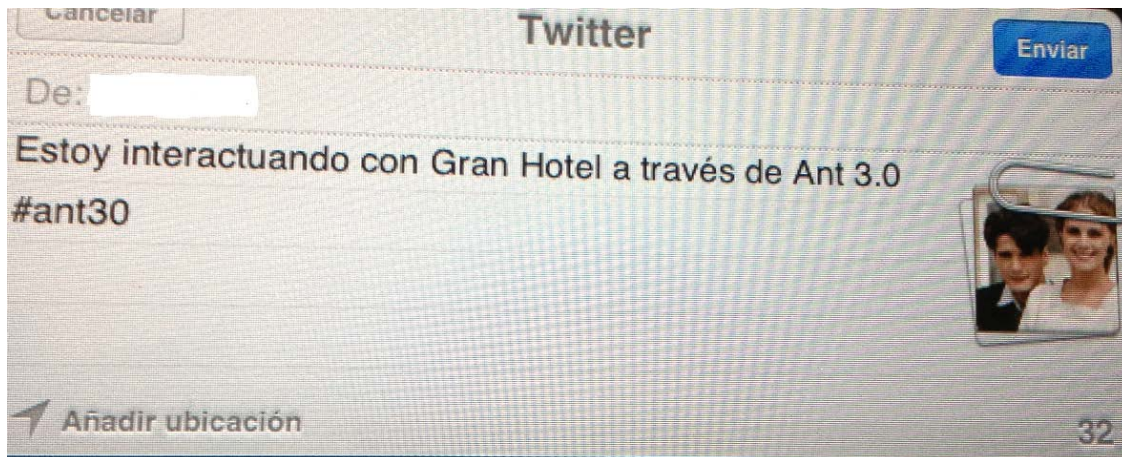 Cancelar
Twitter
Enviar
De:
Estoy interactuando con Gran Hotel a través de Ant 3.0
#ant30
Añadir ubicación
32